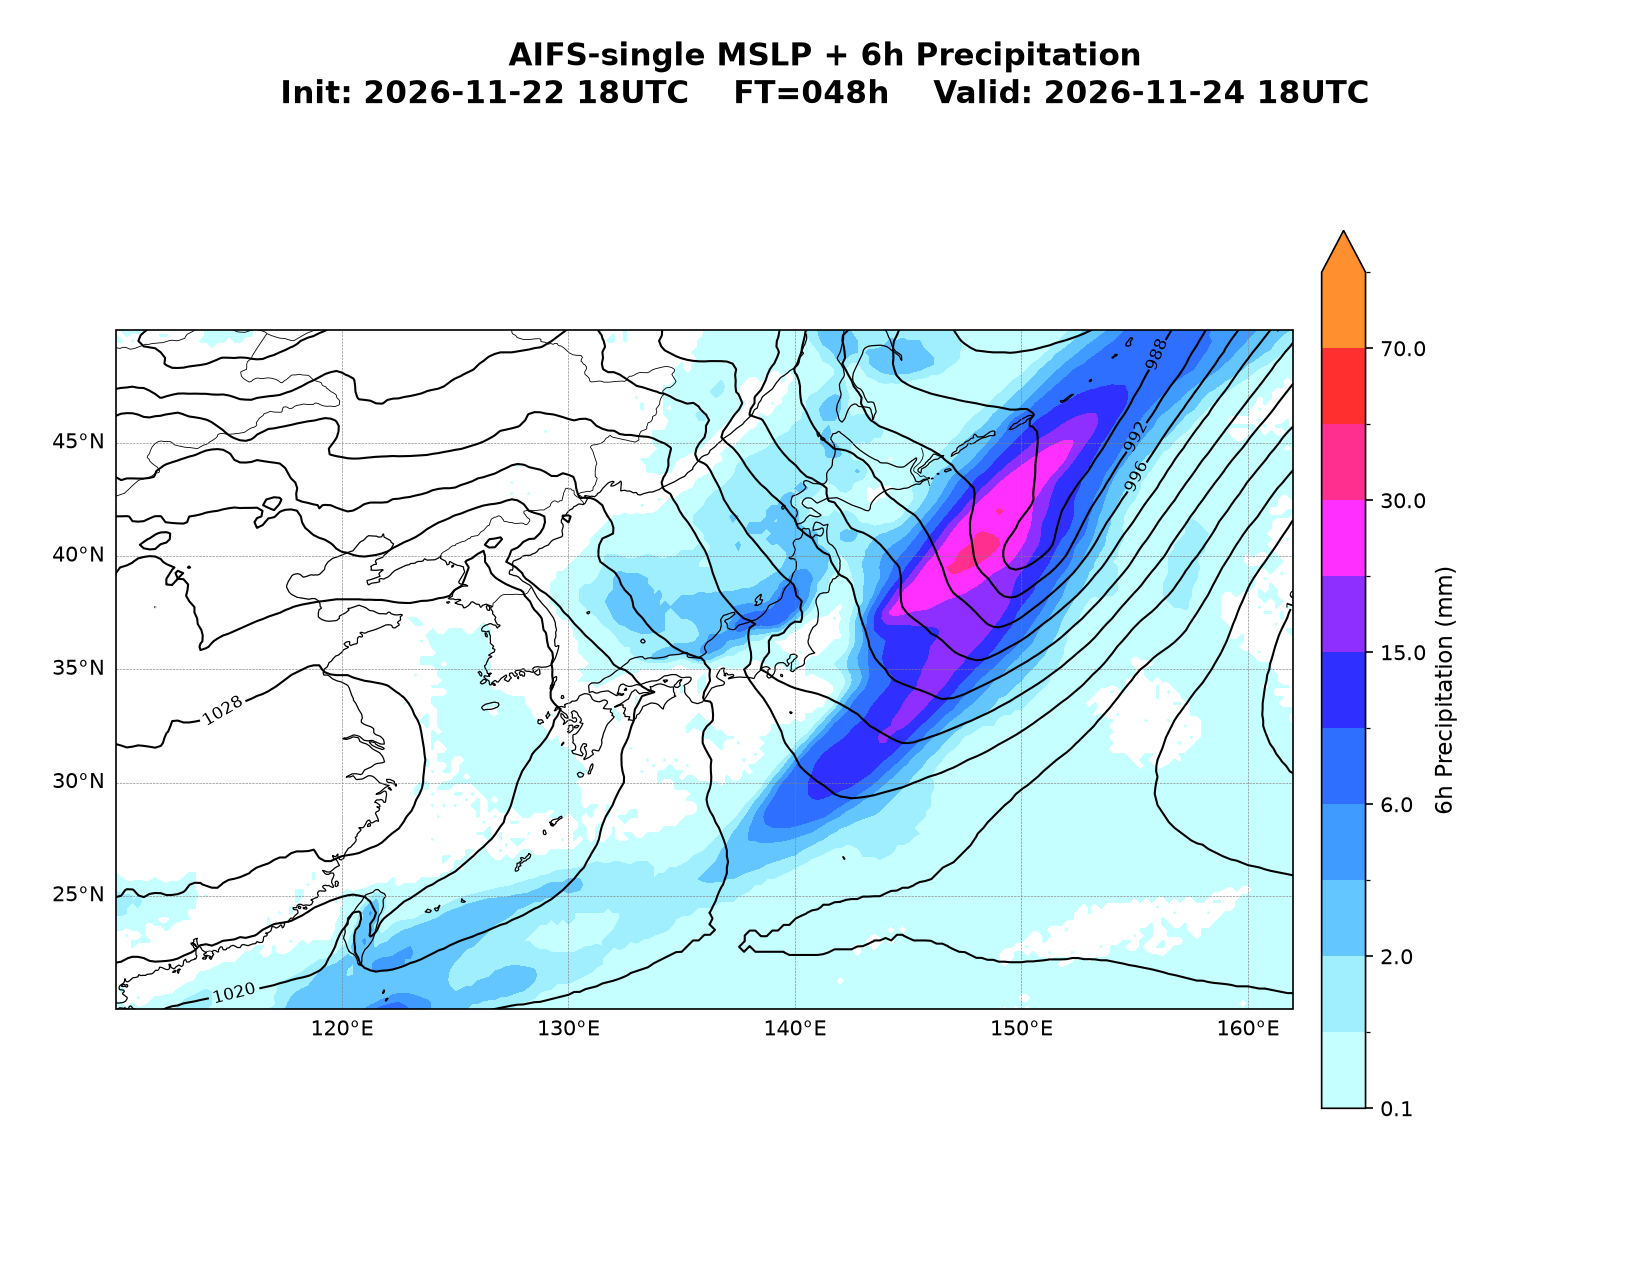 AIFS-single MSLP + 6h Precipitation
Init: 2026-11-22 18UTC    FT=048h    Valid: 2026-11-24 18UTC
70.0
30.0
15.0
6.0
2.0
0.1
6h Precipitation (mm)
45°N
40°N
35°N
30°N
25°N
120°E
130°E
140°E
150°E
160°E
988
992
996
1028
1020